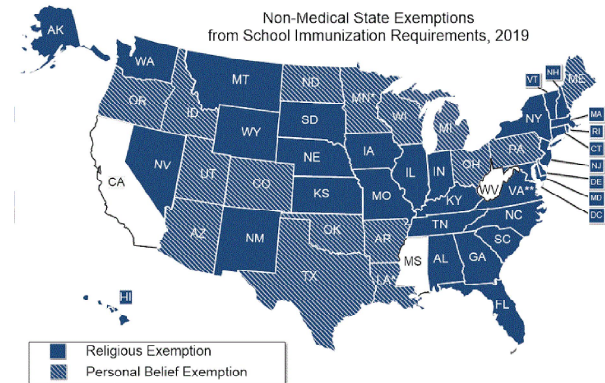 Non-Medical State Exemptions
from School Immunization Requirements, 2019
AK
WA
MT
ND
MN*
OR
ID
SD
WI
MI
WY
NE
IA
NV
UT
CO
CA
KS
MO
IL
IN
OH
PA
NY
VT
NH
ME
MA
RI
CT
NJ
DE
MD
DC
WV
VA**
KY
NC
TN
SC
AZ
NM
OK
AR
TX
LA*
MS
AL
GA
FL
HI
Religious Exemption
Personal Belief Exemption